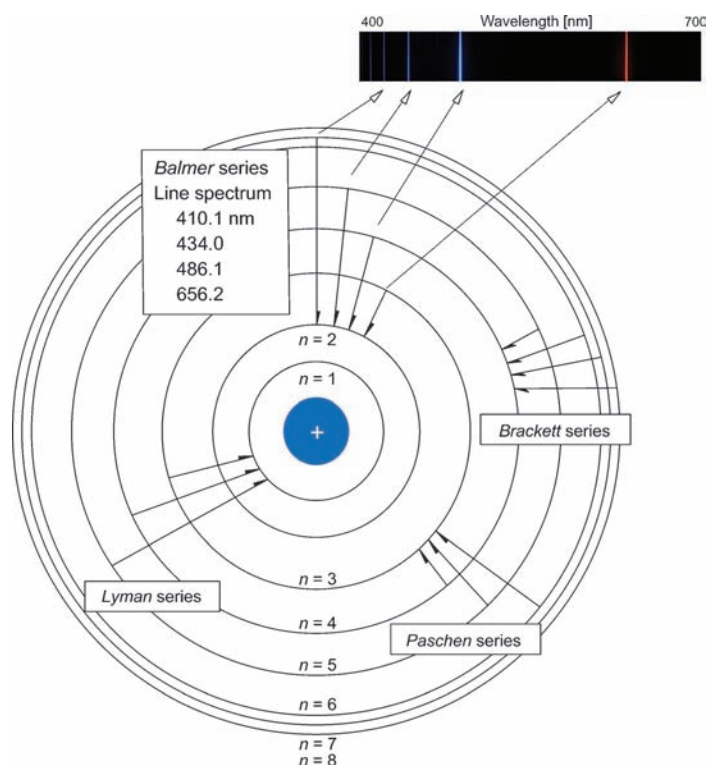 400 Wavelength [nm] 700
Balmer series
Line spectrum
410.1 nm
434.0
486.1
656.2
n = 2
n = 1
+
Brackett series
Lyman series
n = 3
Paschen series
n = 4
n = 5
n = 6
n = 7
n = 8